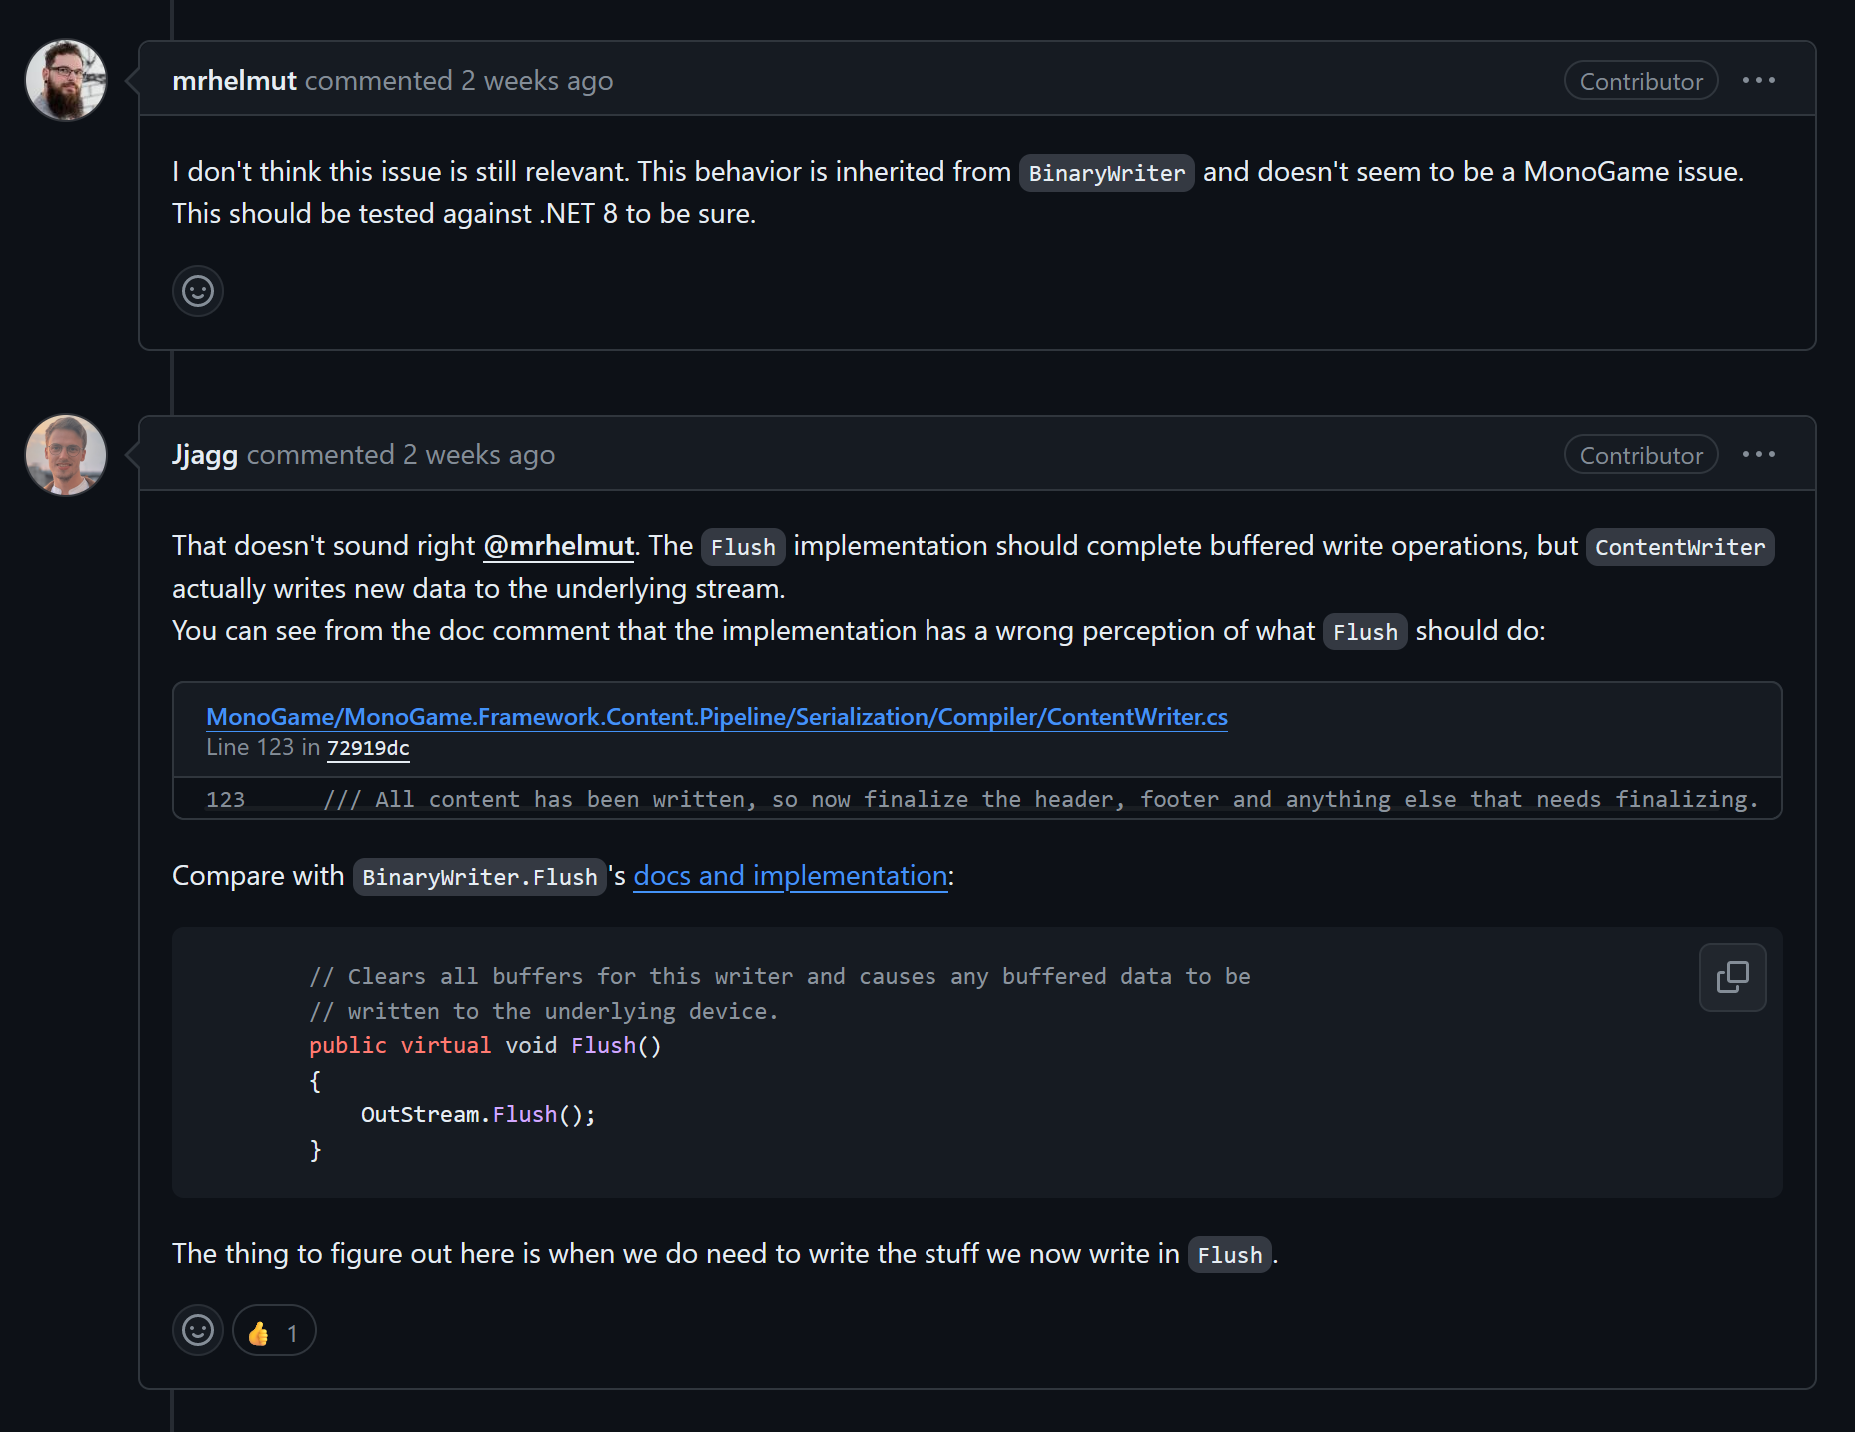 mrhelmut commented 2 weeks ago Contributor
I don't think this issue is still relevant. This behavior is inherited from BinaryWriter and doesn't seem to be a MonoGame issue.
This should be tested against .NET 8 to be sure.
Jjagg commented 2 weeks ago Contributor
That doesn't sound right @mrhelmut. The Flush implementation should complete buffered write operations, but ContentWriter
actually writes new data to the underlying stream.
You can see from the doc comment that the implementation has a wrong perception of what Flush should do:
MonoGame/MonoGame.Framework.Content.Pipeline/Serialization/Compiler/ContentWriter.cs
Line 123 in 72919dc
123 /// All content has been written, so now finalize the header, footer and anything else that needs finalizing.
Compare with BinaryWriter.Flush's docs and implementation:
// Clears all buffers for this writer and causes any buffered data to be
// written to the underlying device.
public virtual void Flush()
{
OutStream.Flush();
}
The thing to figure out here is when we do need to write the stuff we now write in Flush.
👍 1